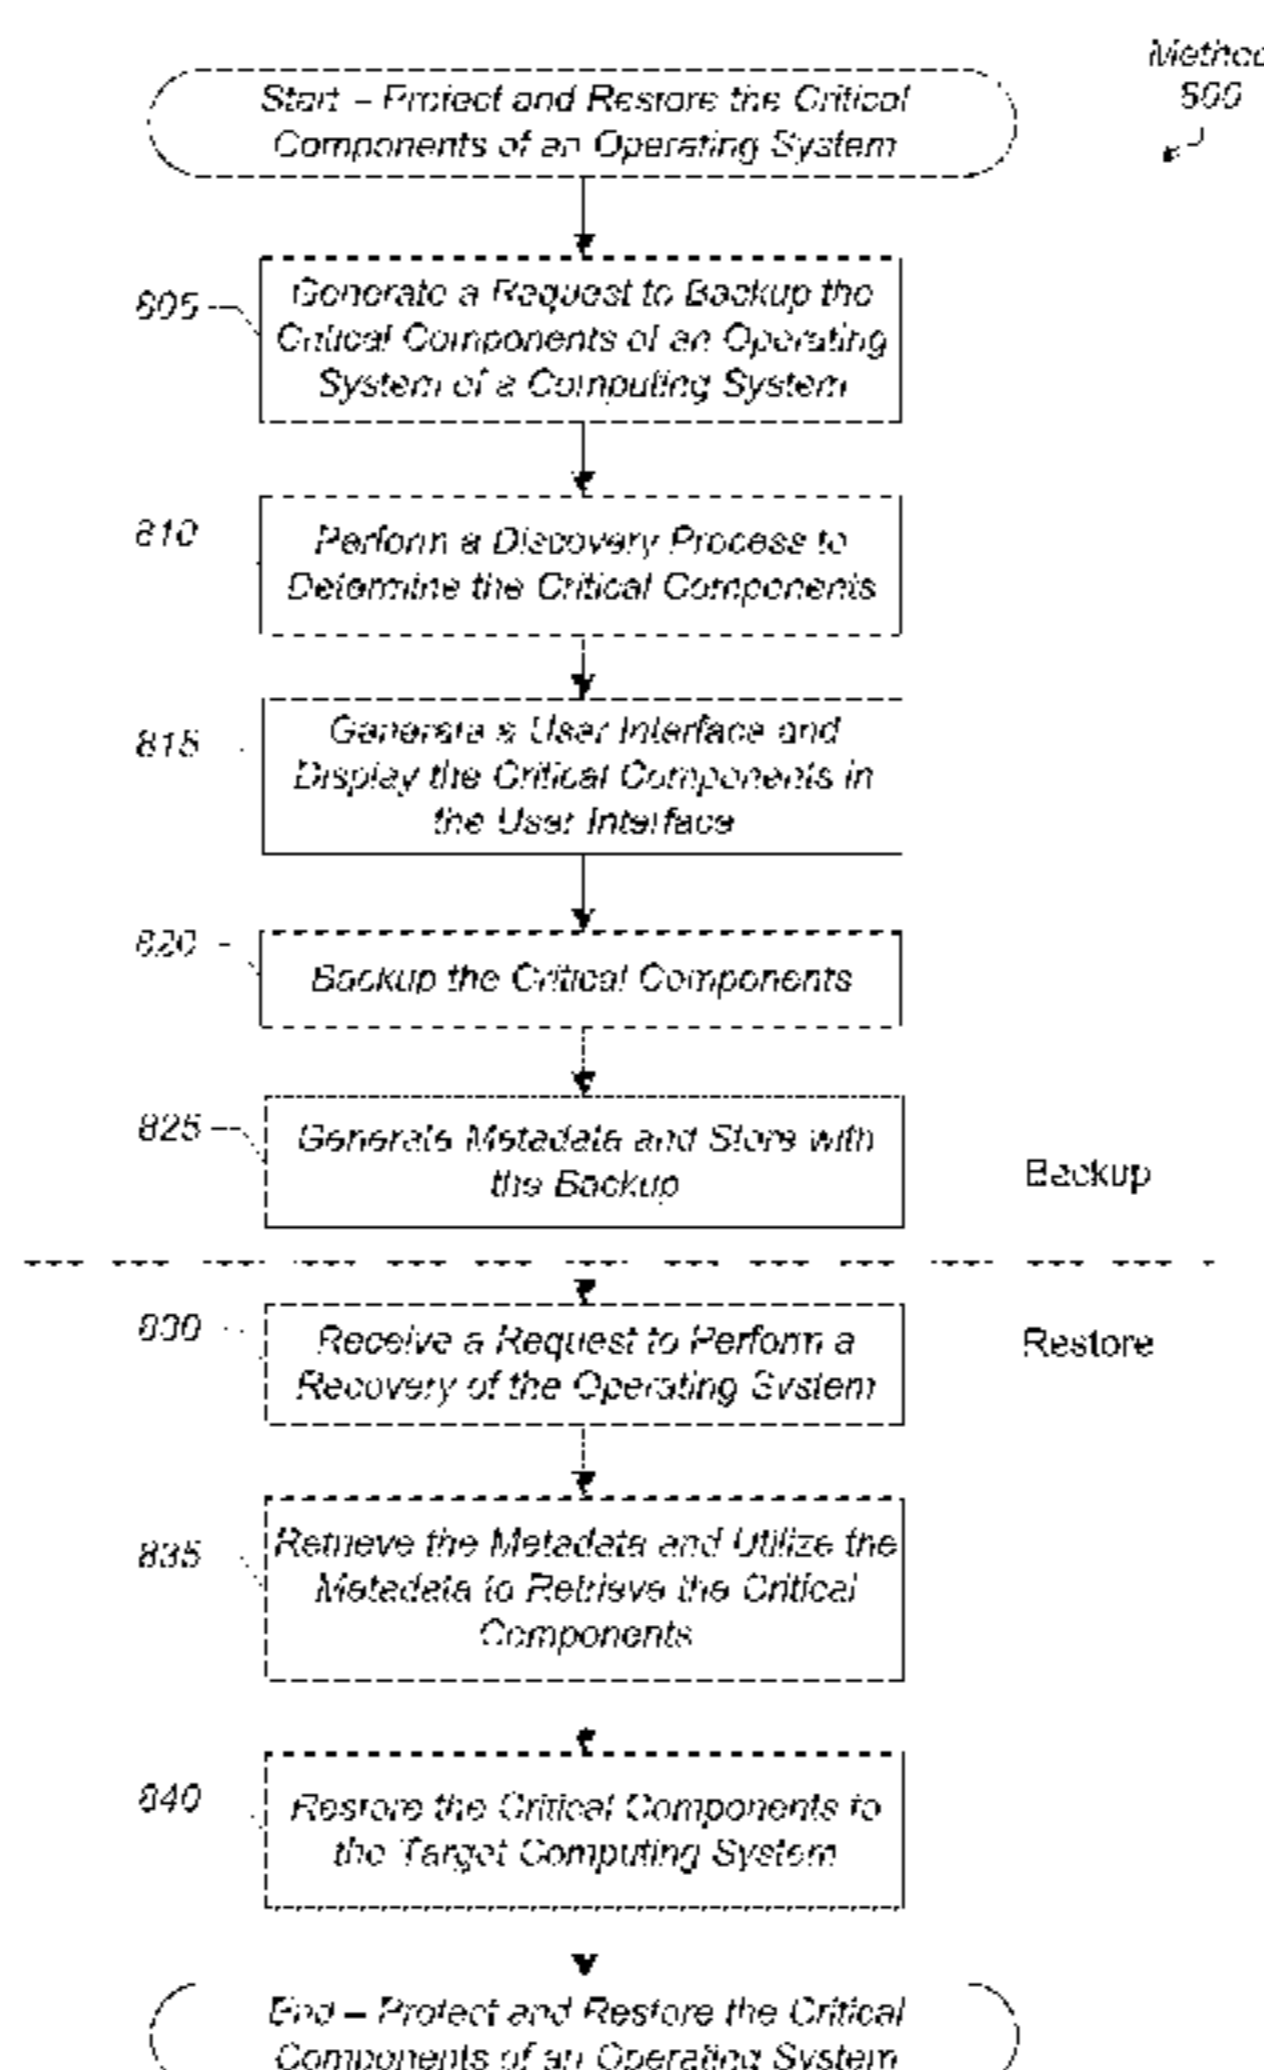 Method
800
Start – Protect and Restore the Critical
Components of an Operating System
805
Generate a Request to Backup the
Critical Components of an Operating
System of a Computing System
810
Perform a Discovery Process to
Determine the Critical Components
815
Generate a User Interface and
Display the Critical Components in
the User Interface
820
Backup the Critical Components
825
Generate Metadata and Store with
the Backup
Backup
830
Receive a Request to Perform a
Recovery of the Operating System
Restore
835
Retrieve the Metadata and Utilize the
Metadata to Retrieve the Critical
Components
840
Restore the Critical Components to
the Target Computing System
End – Protect and Restore the Critical
Components of an Operating System